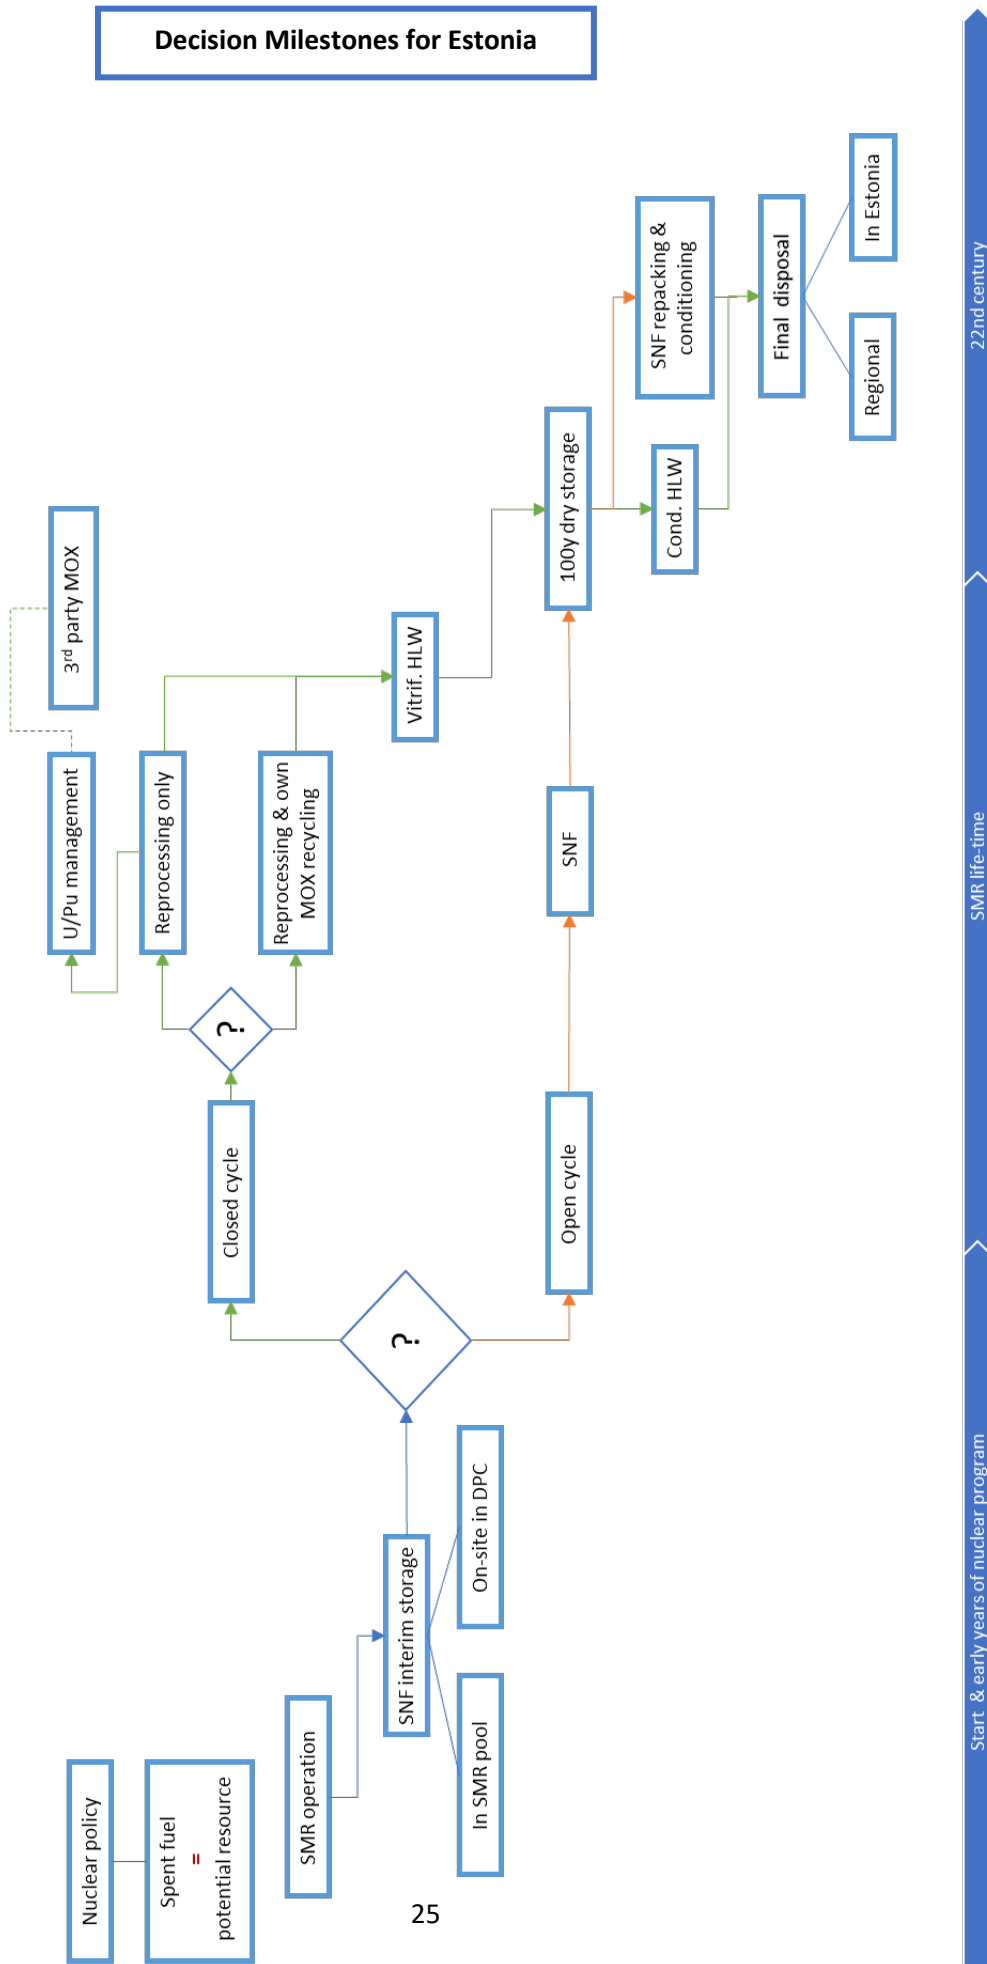 Decision Milestones for Estonia
Nuclear policy
Spent fuel
=
potential resource
SMR operation
SNF interim storage
In SMR pool
On-site in DPC
?
Closed cycle
Open cycle
?
U/Pu management
3rd party MOX
Reprocessing only
Reprocessing & own
MOX recycling
Vitrif. HLW
SNF
100y dry storage
Cond. HLW
SNF repacking &
conditioning
Final disposal
Regional
In Estonia
Start & early years of nuclear program
SMR life-time
22nd century
25